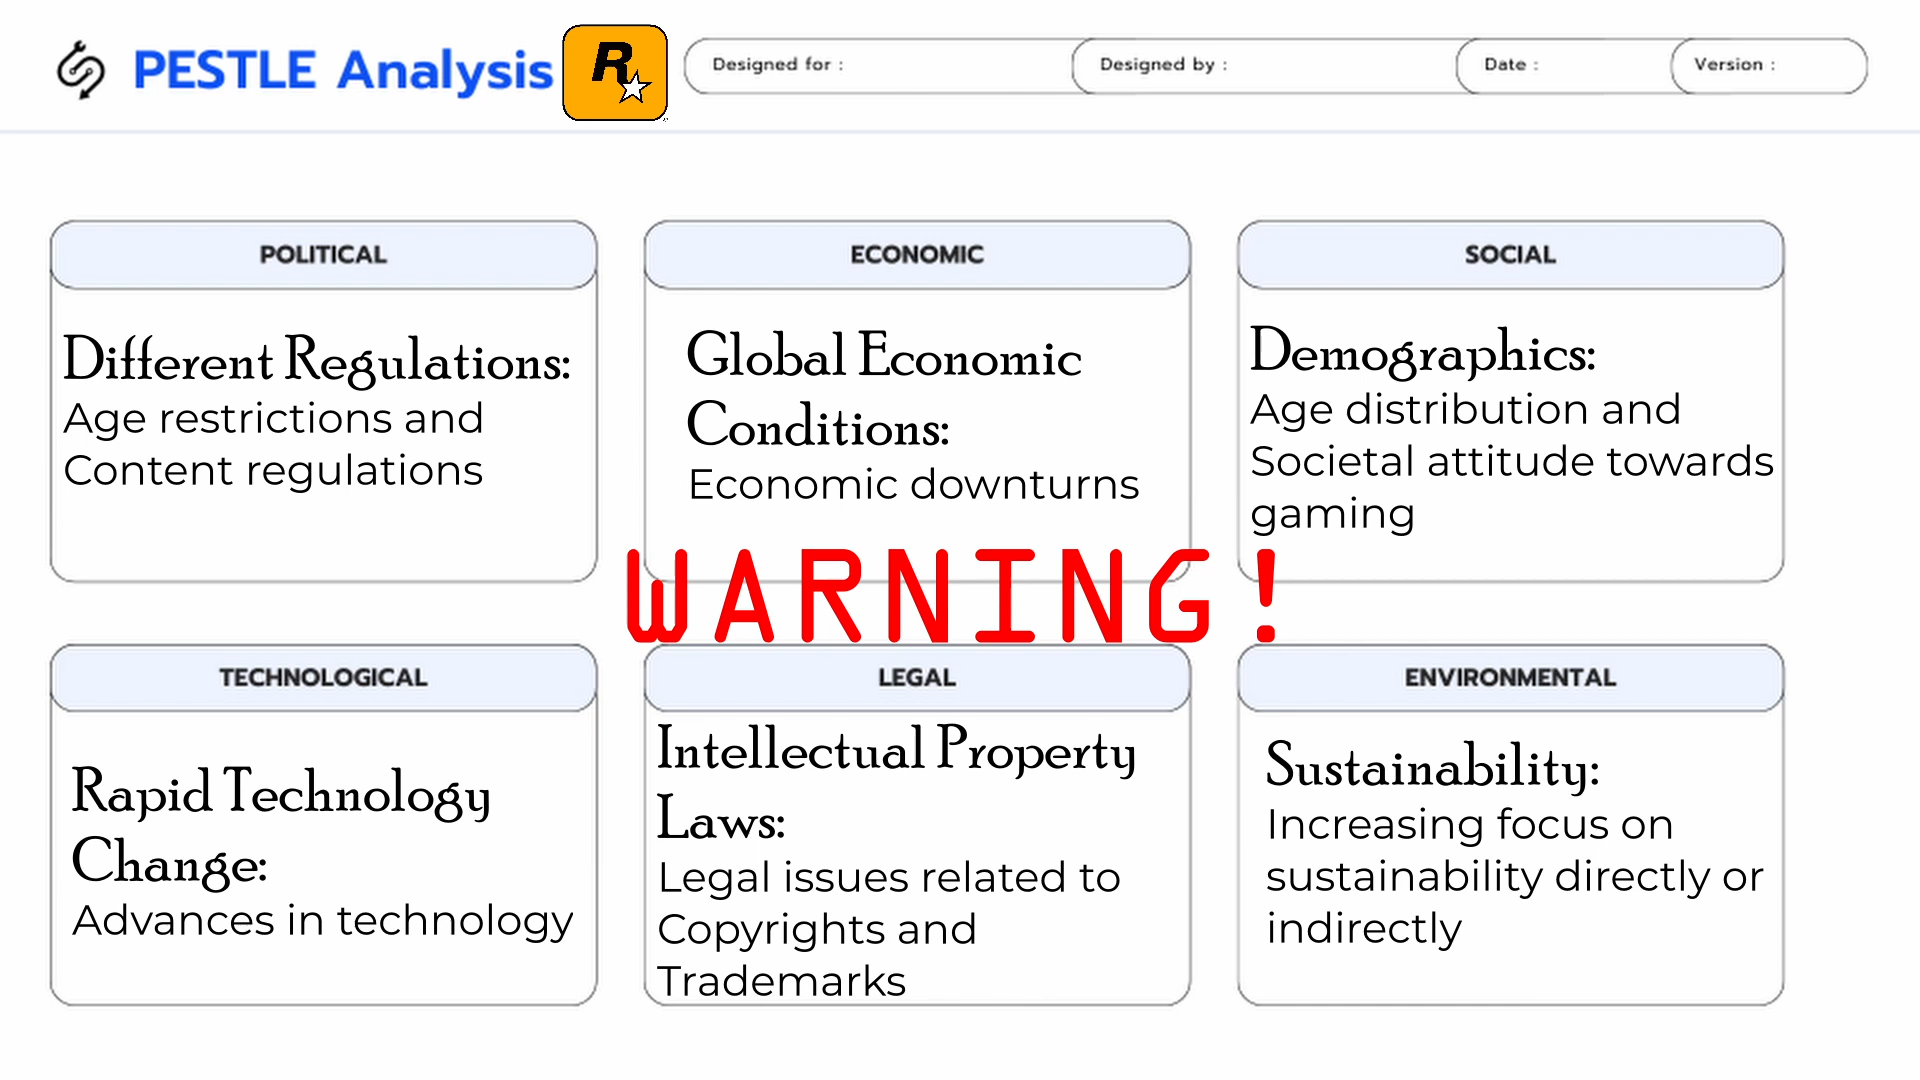 PESTLE Analysis
R
Designed for :
Designed by :
Date :
Version :
POLITICAL
Different Regulations:
Age restrictions and
Content regulations
ECONOMIC
Global Economic
Conditions:
Economic downturns
SOCIAL
Demographics:
Age distribution and
Societal attitude towards
gaming
WARNING!
TECHNOLOGICAL
Rapid Technology
Change:
Advances in technology
LEGAL
Intellectual Property
Laws:
Legal issues related to
Copyrights and
Trademarks
ENVIRONMENTAL
Sustainability:
Increasing focus on
sustainability directly or
indirectly